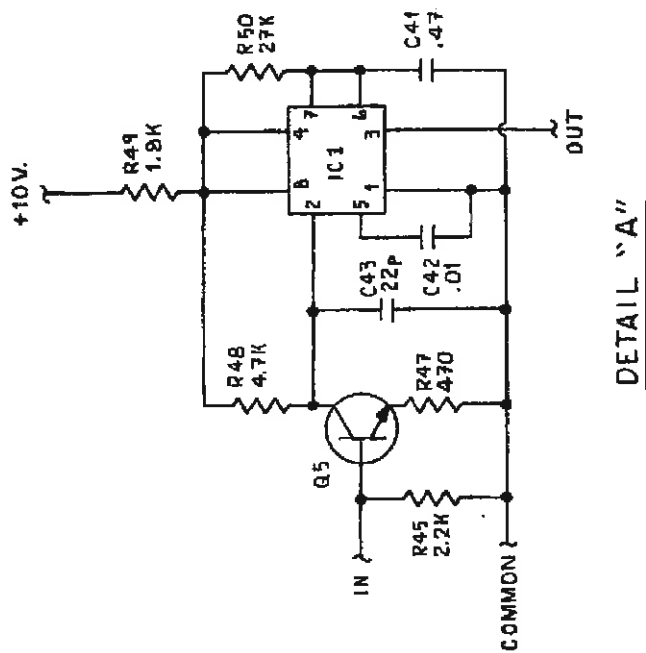 +10V.
R49
1.8K
R50
27K
R48
4.7K
8
4
2
7
IC1
5
6
1
3
Q5
C43
22P
C41
.47
C42
.01
IN
R45
2.2K
R47
470
COMMON
OUT
DETAIL "A"